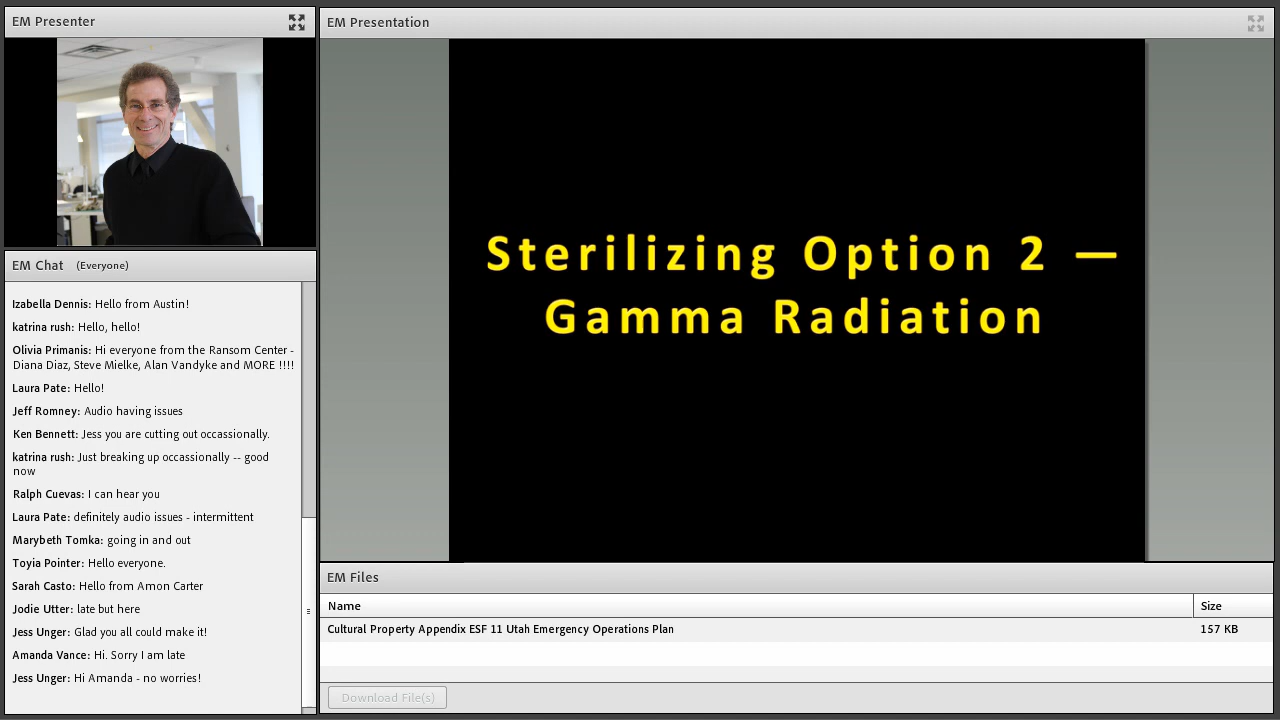 EM Presenter
EM Chat (Everyone)
Izabella Dennis: Hello from Austin!
katrina rush: Hello, hello!
Olivia Primanis: Hi everyone from the Ransom Center -
Diana Diaz, Steve Mielke, Alan Vandyke and MORE !!!!
Laura Pate: Hello!
Jeff Romney: Audio having issues
Ken Bennett: Jess you are cutting out occassionally.
katrina rush: Just breaking up occassionally -- good
now
Ralph Cuevas: I can hear you
Laura Pate: definitely audio issues - intermittent
Marybeth Tomka: going in and out
Toyia Pointer: Hello everyone.
Sarah Casto: Hello from Amon Carter
Jodie Utter: late but here
Jess Unger: Glad you all could make it!
Amanda Vance: Hi. Sorry I am late
Jess Unger: Hi Amanda - no worries!
EM Presentation
Sterilizing Option 2 —
Gamma Radiation
EM Files
Name Size
Cultural Property Appendix ESF 11 Utah Emergency Operations Plan 157 KB
Download File(s)